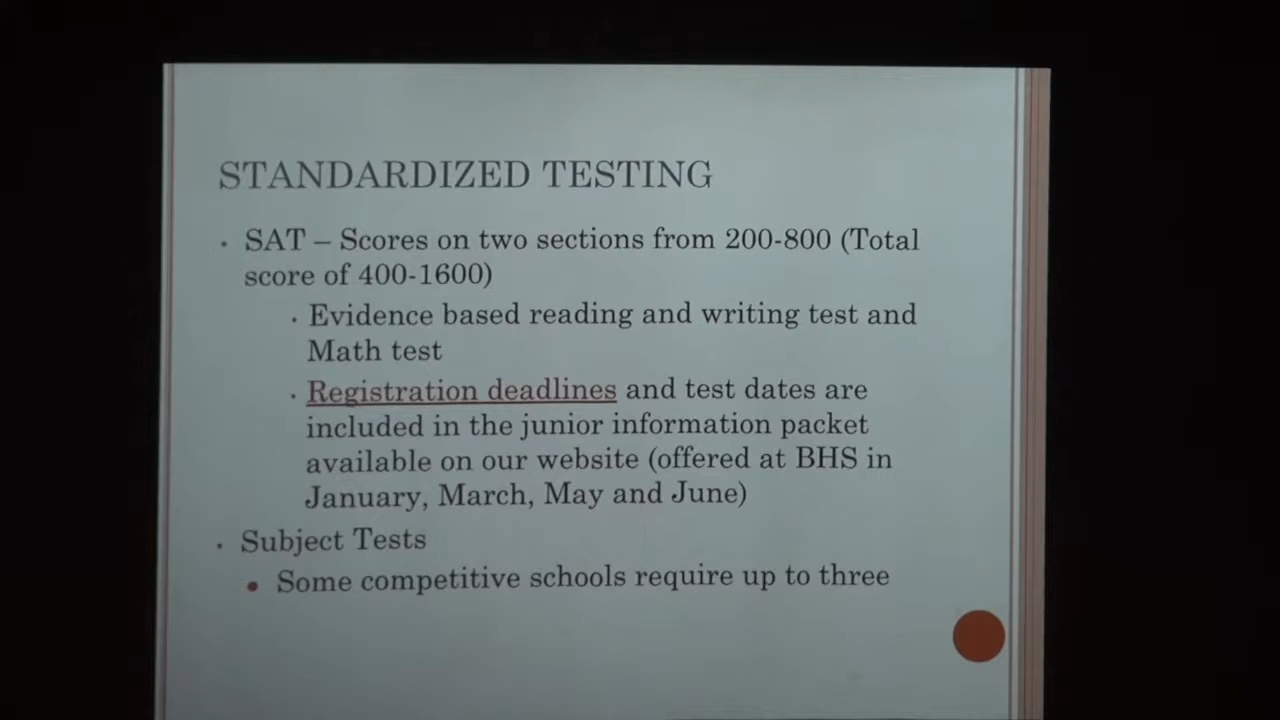 STANDARDIZED TESTING
• SAT – Scores on two sections from 200-800 (Total
score of 400-1600)
• Evidence based reading and writing test and
Math test
• Registration deadlines and test dates are
included in the junior information packet
available on our website (offered at BHS in
January, March, May and June)
• Subject Tests
• Some competitive schools require up to three